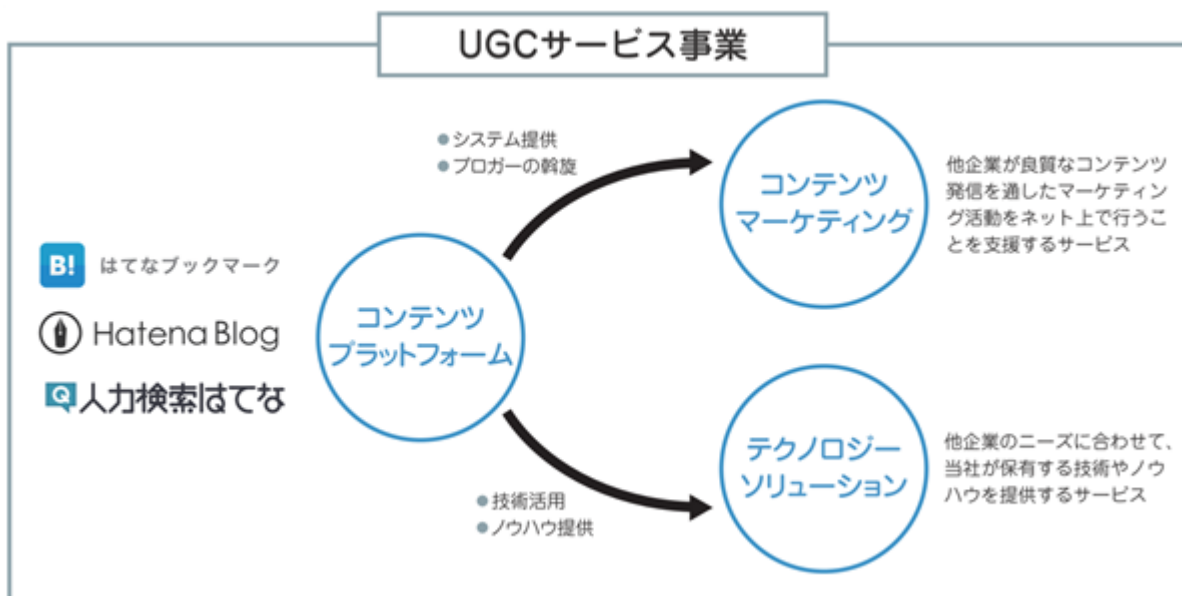 UGCサービス事業
●システム提供
●ブロガーの斡旋
コンテンツ
マーケティング
他企業が良質なコンテンツ
発信を通したマーケティン
グ活動をネット上で行うこ
とを支援するサービス
B! はてなブックマーク
Hatena Blog
Q 人力検索はてな
コンテンツ
プラットフォーム
●技術活用
●ノウハウ提供
テクノロジー
ソリューション
他企業のニーズに合わせて、
当社が保有する技術やノウ
ハウを提供するサービス